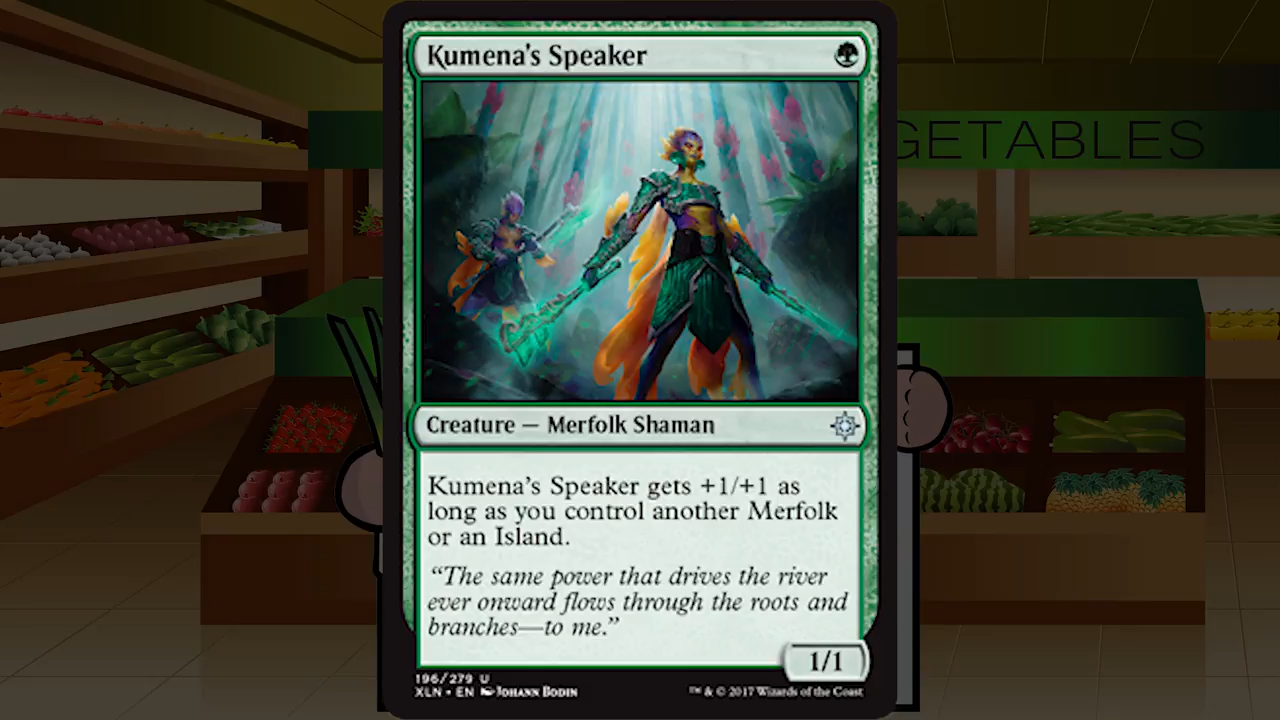 Kumena's Speaker
GETABLES
Creature — Merfolk Shaman
Kumena's Speaker gets +1/+1 as
long as you control another Merfolk
or an Island.
“The same power that drives the river
ever onward flows through the roots and
branches—to me.”
1/1
196/279 U
XLN • EN Johann Bodin
™ & © 2017 Wizards of the Coast